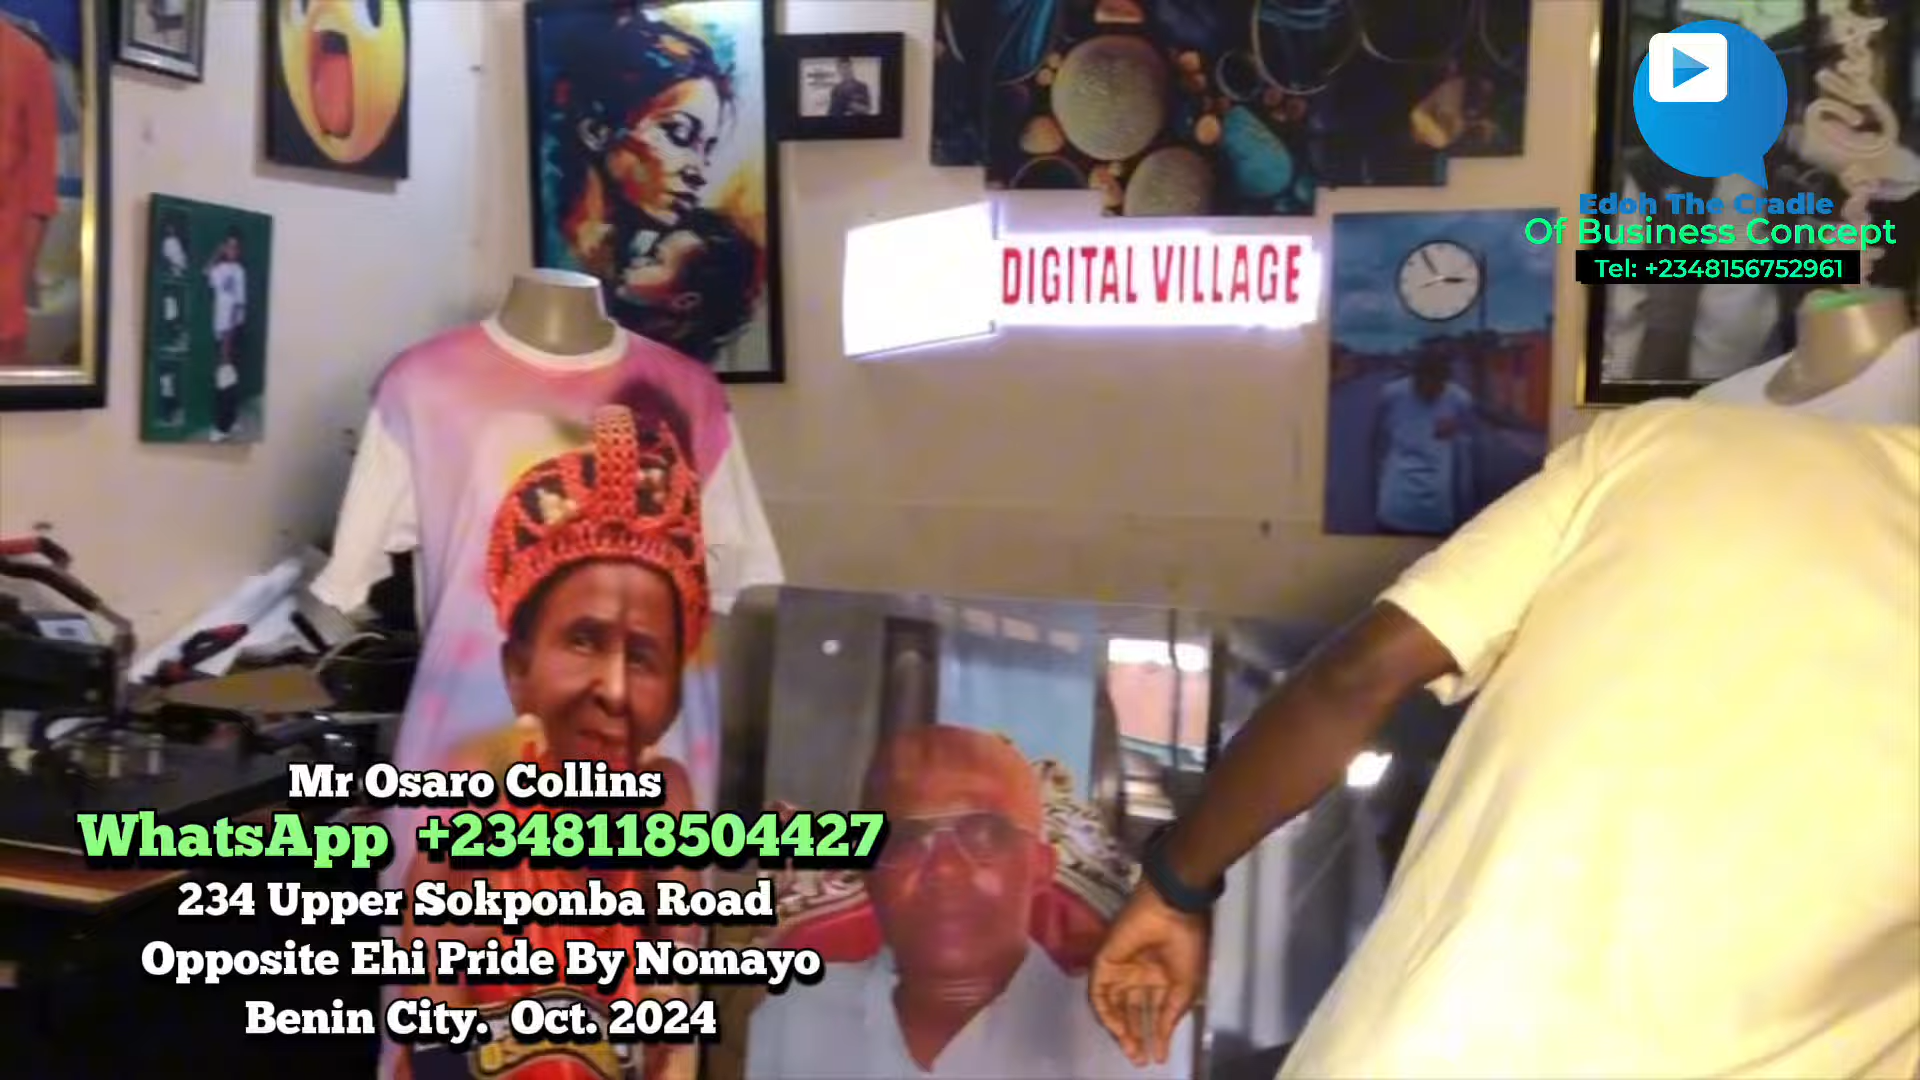 Edoh The Cradle
Of Business Concept
Tel: +2348156752961
DIGITAL VILLAGE
Mr Osaro Collins
WhatsApp +2348118504427
234 Upper Sokponba Road
Opposite Ehi Pride By Nomayo
Benin City. Oct. 2024